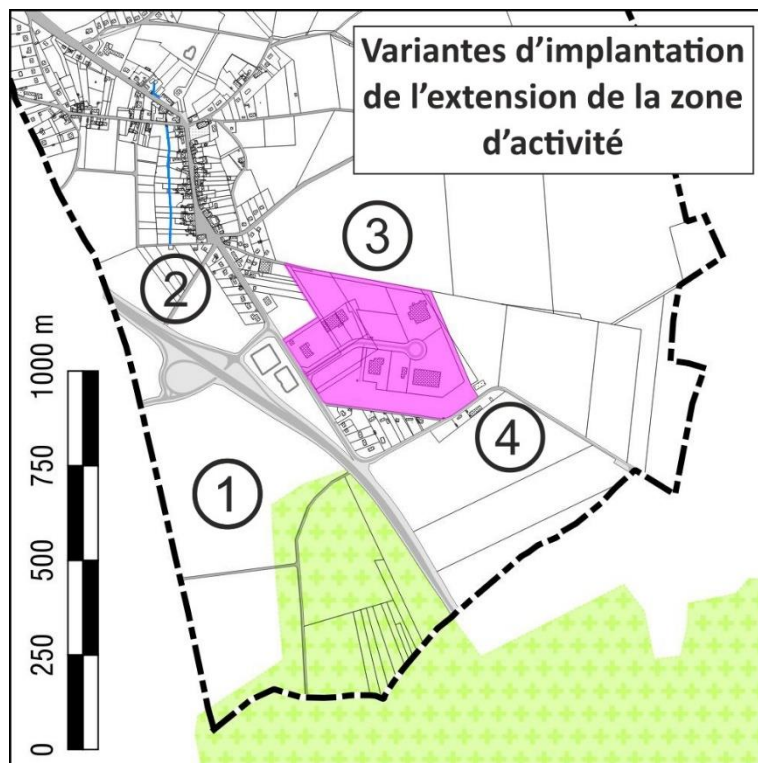 Variantes d’implantation
de l’extension de la zone
d’activité
3
2
4
1
1000 m
750
500
250
0